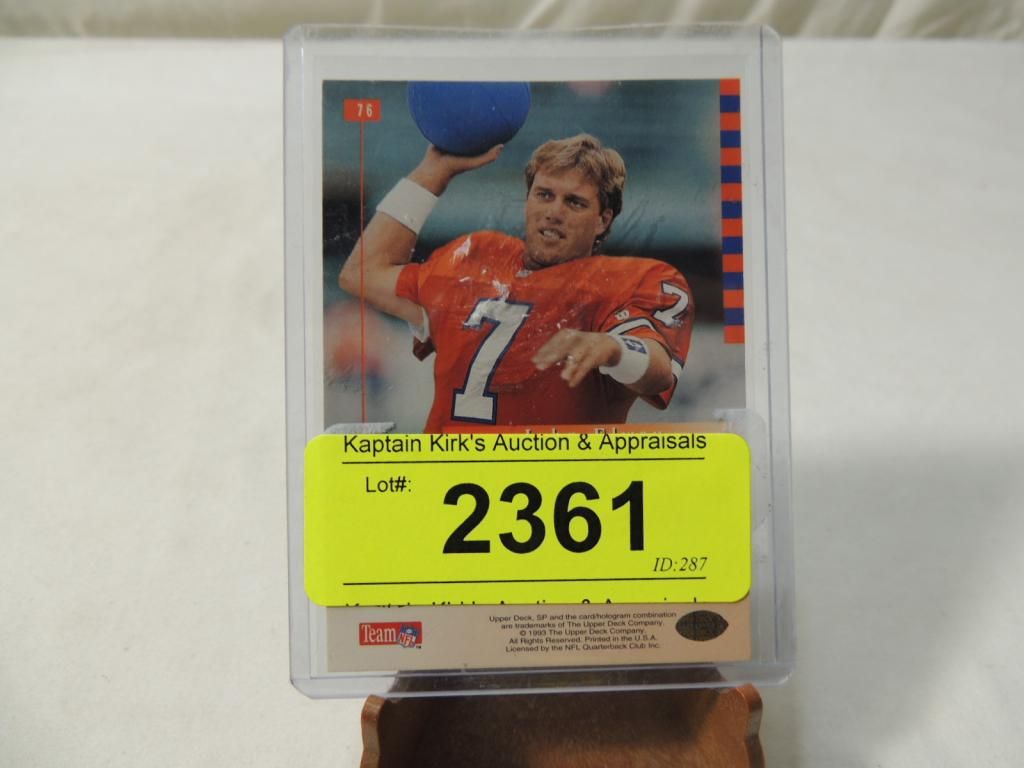 76
7
7
Kaptain Kirk's Auction & Appraisals
Lot#:
2361
ID:287
Team NFL
Upper Deck, SP and the card/hologram combination
are trademarks of The Upper Deck Company.
© 1993 The Upper Deck Company.
All Rights Reserved. Printed in the U.S.A.
Licensed by the NFL Quarterback Club Inc.